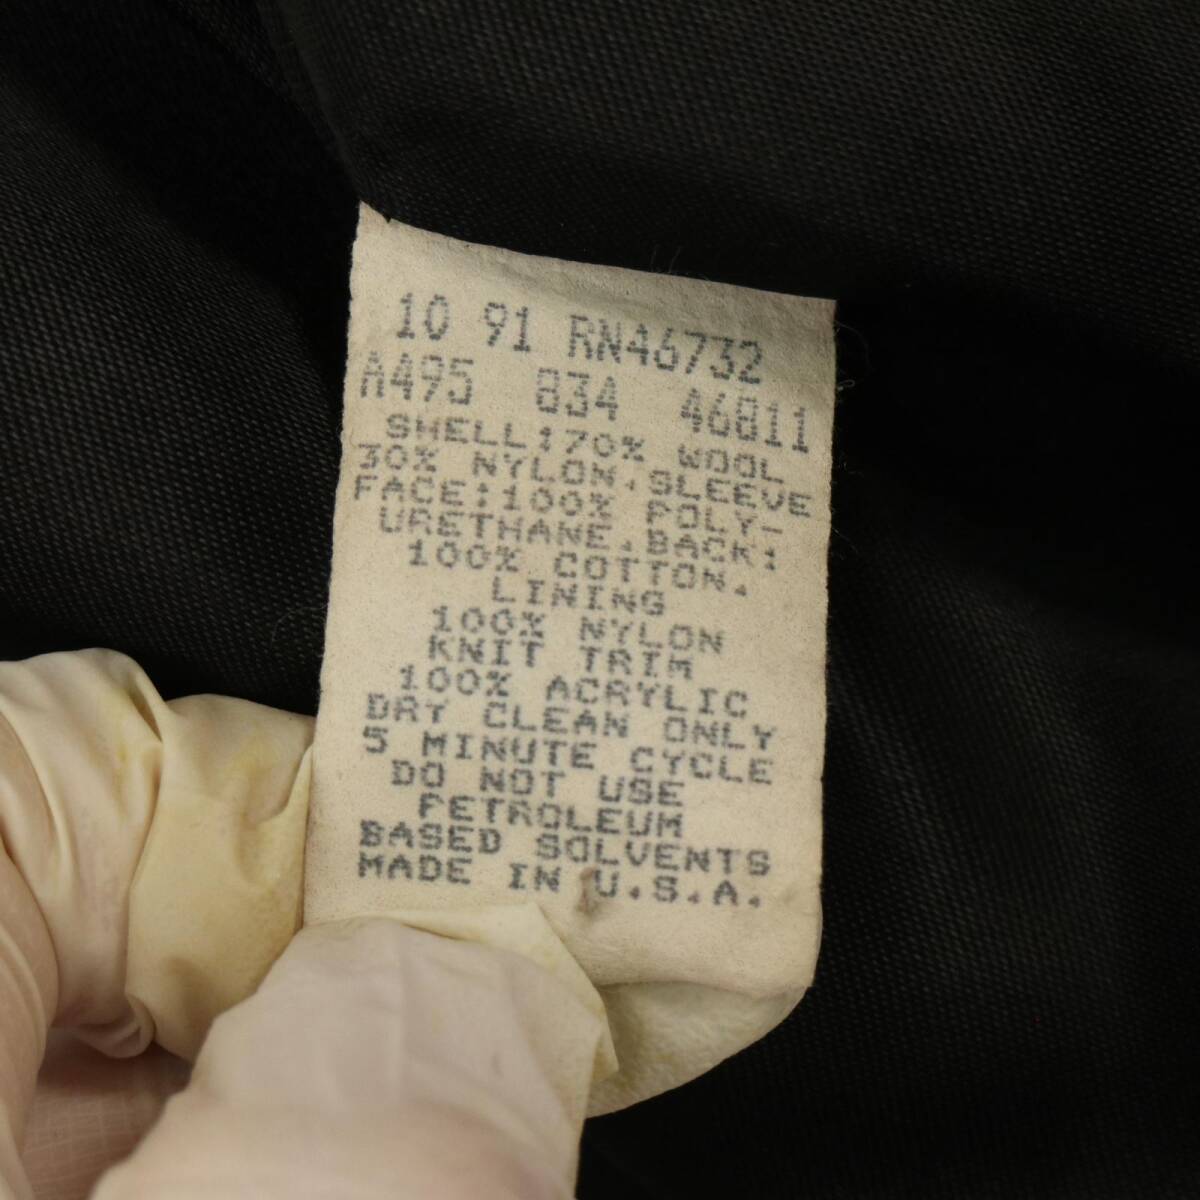 10 91 RN46732
A495 834 46811
SHELL:70% WOOL
30% NYLON.SLEEVE
FACE:100% POLY-
URETHANE.BACK:
100% COTTON.
LINING
100% NYLON
KNIT TRIM
100% ACRYLIC
DRY CLEAN ONLY
5 MINUTE CYCLE
DO NOT USE
PETROLEUM
BASED SOLVENTS
MADE IN U.S.A.